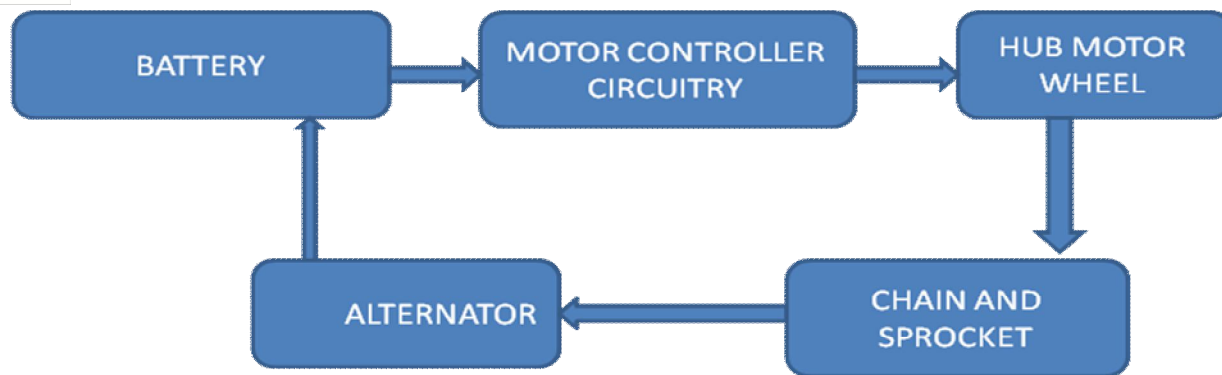 BATTERY
MOTOR CONTROLLER
CIRCUITRY
HUB MOTOR
WHEEL
CHAIN AND
SPROCKET
ALTERNATOR